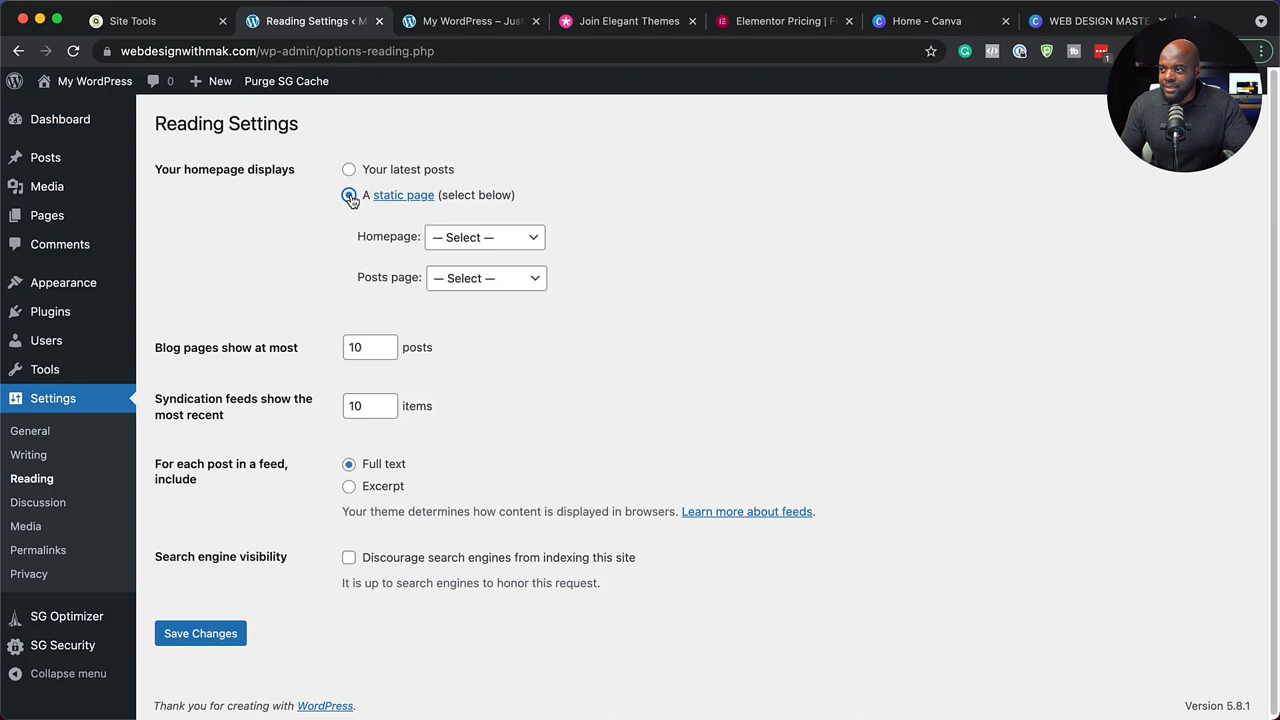 Site Tools
Reading Settings ‹ M
My WordPress – Just
Join Elegant Themes
Elementor Pricing | Fl
Home - Canva
WEB DESIGN MASTE
webdesignwithmak.com/wp-admin/options-reading.php
1
My WordPress
0
New
Purge SG Cache
Dashboard
Posts
Media
Pages
Comments
Appearance
Plugins
Users
Tools
Settings
General
Writing
Reading
Discussion
Media
Permalinks
Privacy
SG Optimizer
SG Security
Collapse menu
Reading Settings
Your homepage displays
Your latest posts
A static page (select below)
Homepage: — Select —
Posts page: — Select —
Blog pages show at most
10 posts
Syndication feeds show the
most recent
10 items
For each post in a feed,
include
Full text
Excerpt
Your theme determines how content is displayed in browsers. Learn more about feeds.
Search engine visibility
Discourage search engines from indexing this site
It is up to search engines to honor this request.
Save Changes
Thank you for creating with WordPress.
Version 5.8.1